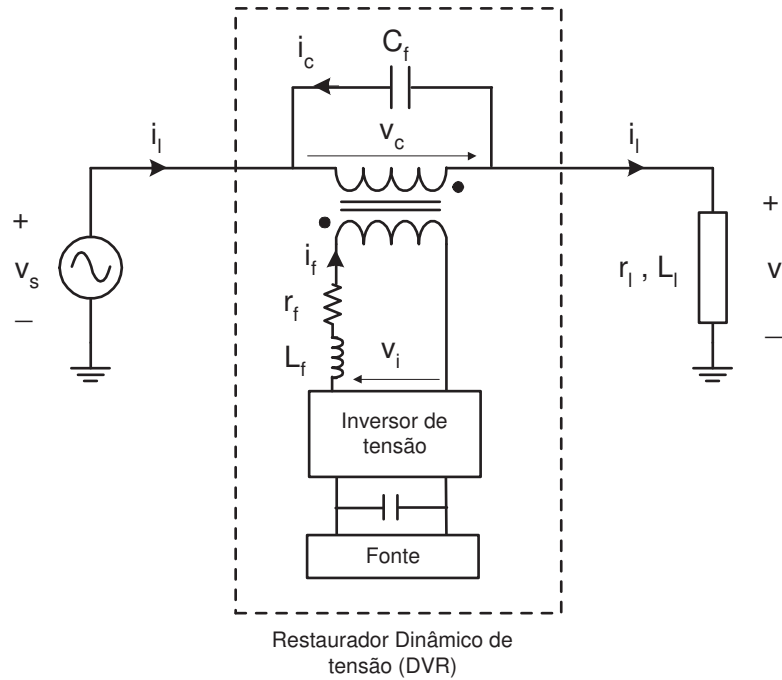 C_f
i_c
v_c
i_l
i_l
+
v_s
−
i_f
r_f
L_f
v_i
r_l , L_l
+
v
−
Inversor de
tensão
Fonte
Restaurador Dinâmico de
tensão (DVR)